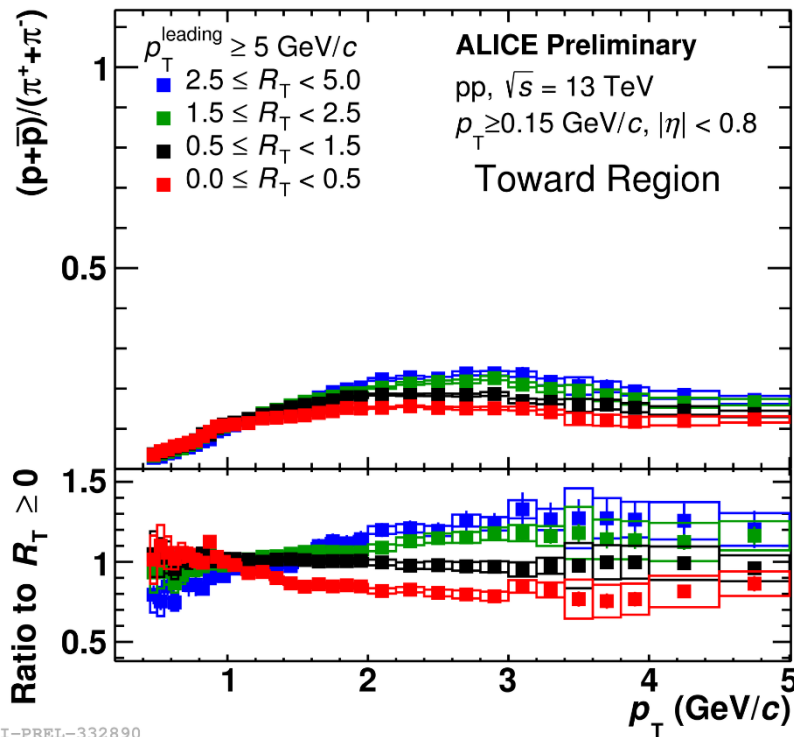 (p+p̅)/(π⁺+π⁻)
1
0.5
p_T^leading ≥ 5 GeV/c
2.5 ≤ R_T < 5.0
1.5 ≤ R_T < 2.5
0.5 ≤ R_T < 1.5
0.0 ≤ R_T < 0.5
ALICE Preliminary
pp, √s = 13 TeV
p_T≥0.15 GeV/c, |η| < 0.8
Toward Region
Ratio to R_T ≥ 0
1.5
1
0.5
1 2 3 4 5
p_T (GeV/c)
I-PREL-332890